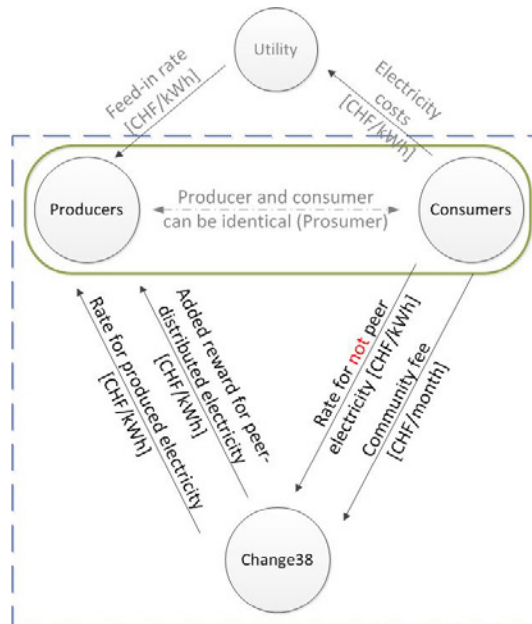 Utility
Feed-in rate
[CHF/kWh]
Electricity
costs
[CHF/kWh]
Producers
Producer and consumer
can be identical (Prosumer)
Consumers
Rate for produced electricity
[CHF/kWh]
Added reward for peer-
distributed electricity
[CHF/kWh]
Rate for not peer
electricity [CHF/kWh]
Community fee
[CHF/month]
Change38